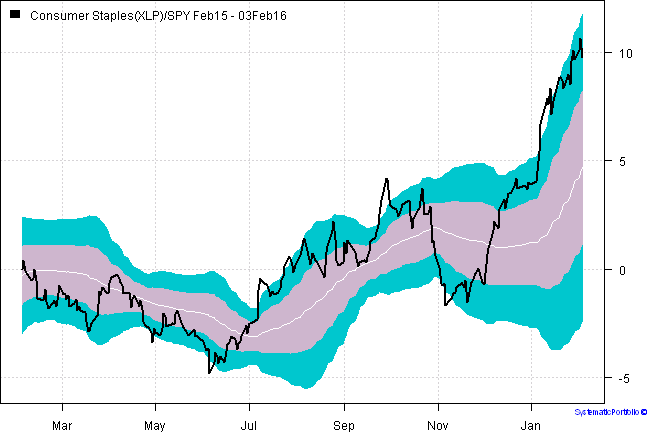 Consumer Staples(XLP)/SPY Feb15 - 03Feb16
10
5
0
-5
Mar May Jul Sep Nov Jan
SystematicPortfolio ©